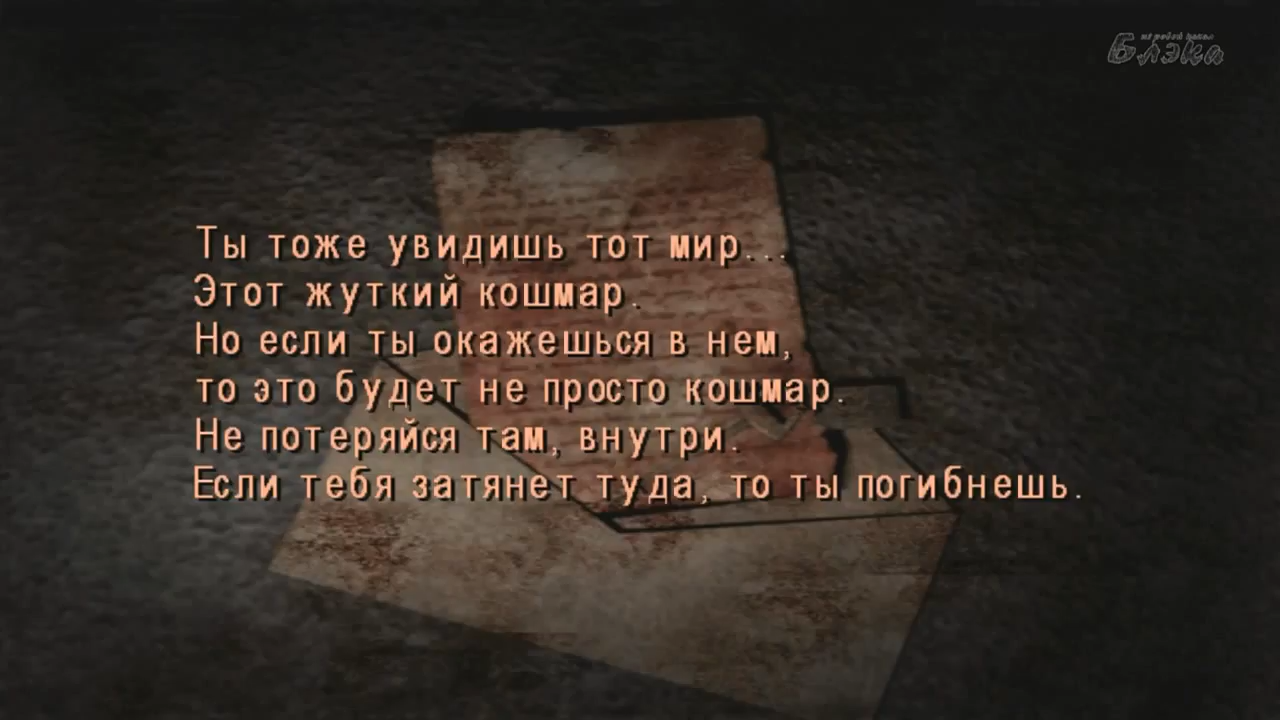 Блэка
Ты тоже увидишь тот мир...
Этот жуткий кошмар.
Но если ты окажешься в нем,
то это будет не просто кошмар.
Не потеряйся там, внутри.
Если тебя затянет туда, то ты погибнешь.